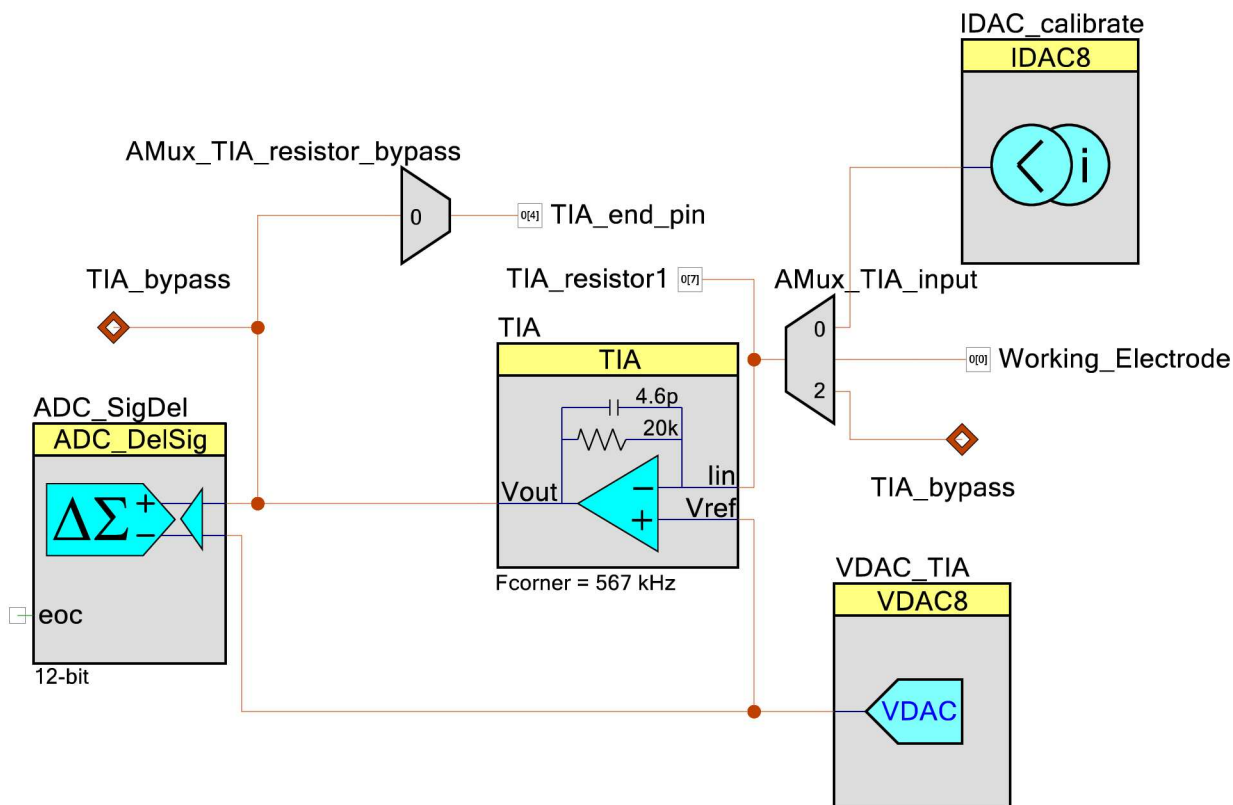 IDAC_calibrate
IDAC8
i
AMux_TIA_resistor_bypass
0
0[4] TIA_end_pin
TIA_bypass
TIA_resistor1 0[7]
AMux_TIA_input
0
2
0[0] Working_Electrode
TIA_bypass
TIA
TIA
4.6p
20k
Vout
Iin
Vref
−
+
Fcorner = 567 kHz
ADC_SigDel
ADC_DelSig
ΔΣ
+
−
eoc
12-bit
VDAC_TIA
VDAC8
VDAC